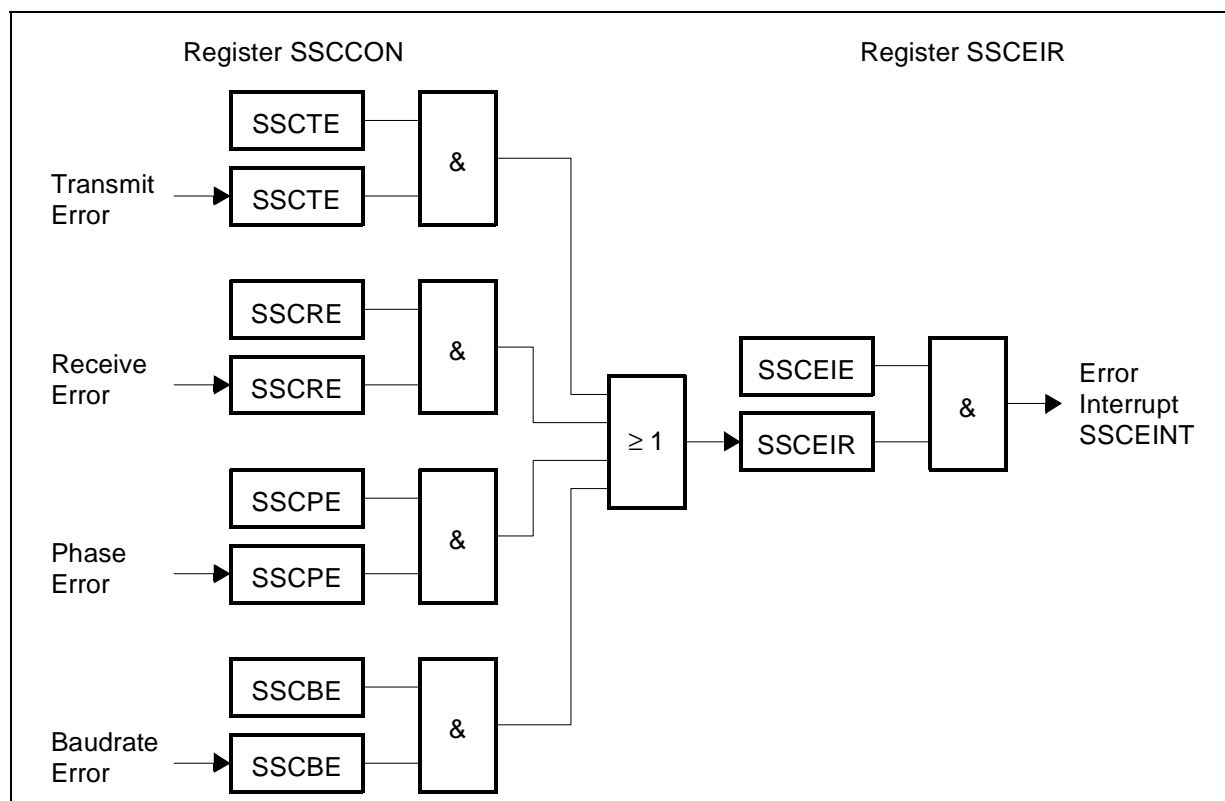 Register SSCCON
Register SSCEIR
SSCTE
&
Transmit
Error
SSCTE
SSCRE
&
Receive
Error
SSCRE
SSCPE
&
Phase
Error
SSCPE
SSCBE
&
Baudrate
Error
SSCBE
≥ 1
SSCEIE
SSCEIR
&
Error
Interrupt
SSCEINT